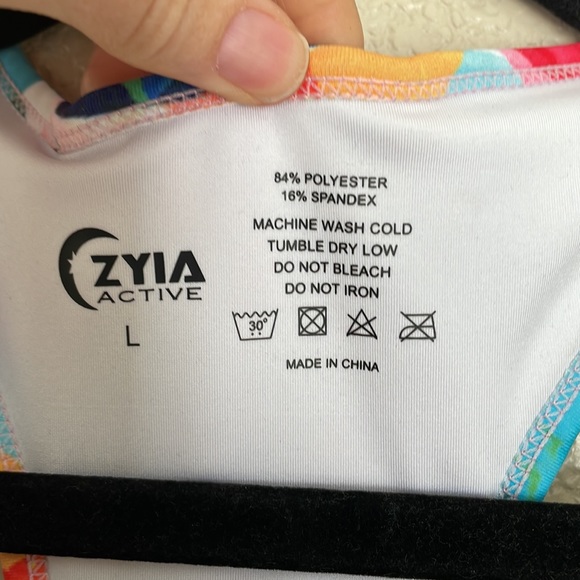 84% POLYESTER
16% SPANDEX
MACHINE WASH COLD
TUMBLE DRY LOW
DO NOT BLEACH
DO NOT IRON
ZYIA
ACTIVE
L
30°
MADE IN CHINA